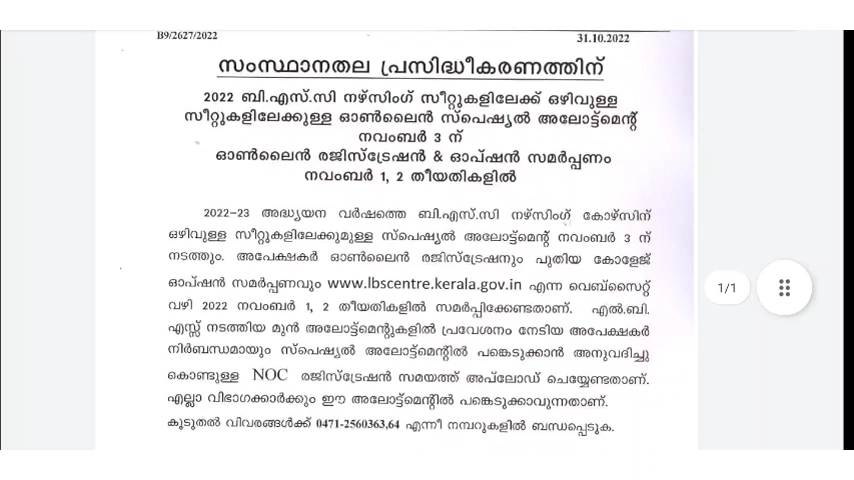 B9/2627/2022 31.10.2022
സംസ്ഥാനതല പ്രസിദ്ധീകരണത്തിന്
2022 ബി.എസ്.സി നഴ്സിംഗ് സീറ്റുകളിലേക്ക് ഒഴിവുള്ള
സീറ്റുകളിലേക്കുള്ള ഓൺലൈൻ സ്പെഷ്യൽ അലോട്ട്മെന്റ്
നവംബർ 3 ന്
ഓൺലൈൻ രജിസ്ട്രേഷൻ & ഓപ്ഷൻ സമർപ്പണം
നവംബർ 1, 2 തീയതികളിൽ
2022-23 അദ്ധ്യയന വർഷത്തെ ബി.എസ്.സി നഴ്സിംഗ് കോഴ്സിന്
ഒഴിവുള്ള സീറ്റുകളിലേക്കുമുള്ള സ്പെഷ്യൽ അലോട്ട്മെന്റ് നവംബർ 3 ന്
നടത്തും. അപേക്ഷകർ ഓൺലൈൻ രജിസ്ട്രേഷനും പുതിയ കോളേജ്
ഓപ്ഷൻ സമർപ്പണവും www.lbscentre.kerala.gov.in എന്ന വെബ്സൈറ്റ്
വഴി 2022 നവംബർ 1, 2 തീയതികളിൽ സമർപ്പിക്കേണ്ടതാണ്. എൽ.ബി.
എസ്സ് നടത്തിയ മുൻ അലോട്ട്മെന്റുകളിൽ പ്രവേശനം നേടിയ അപേക്ഷകർ
നിർബന്ധമായും സ്പെഷ്യൽ അലോട്ട്മെന്റിൽ പങ്കെടുക്കാൻ അനുവദിച്ചു
കൊണ്ടുള്ള NOC രജിസ്ട്രേഷൻ സമയത്ത് അപ്‌ലോഡ് ചെയ്യേണ്ടതാണ്.
എല്ലാ വിഭാഗക്കാർക്കും ഈ അലോട്ട്മെന്റിൽ പങ്കെടുക്കാവുന്നതാണ്.
കൂടുതൽ വിവരങ്ങൾക്ക് 0471-2560363,64 എന്നീ നമ്പറുകളിൽ ബന്ധപ്പെടുക.
1/1